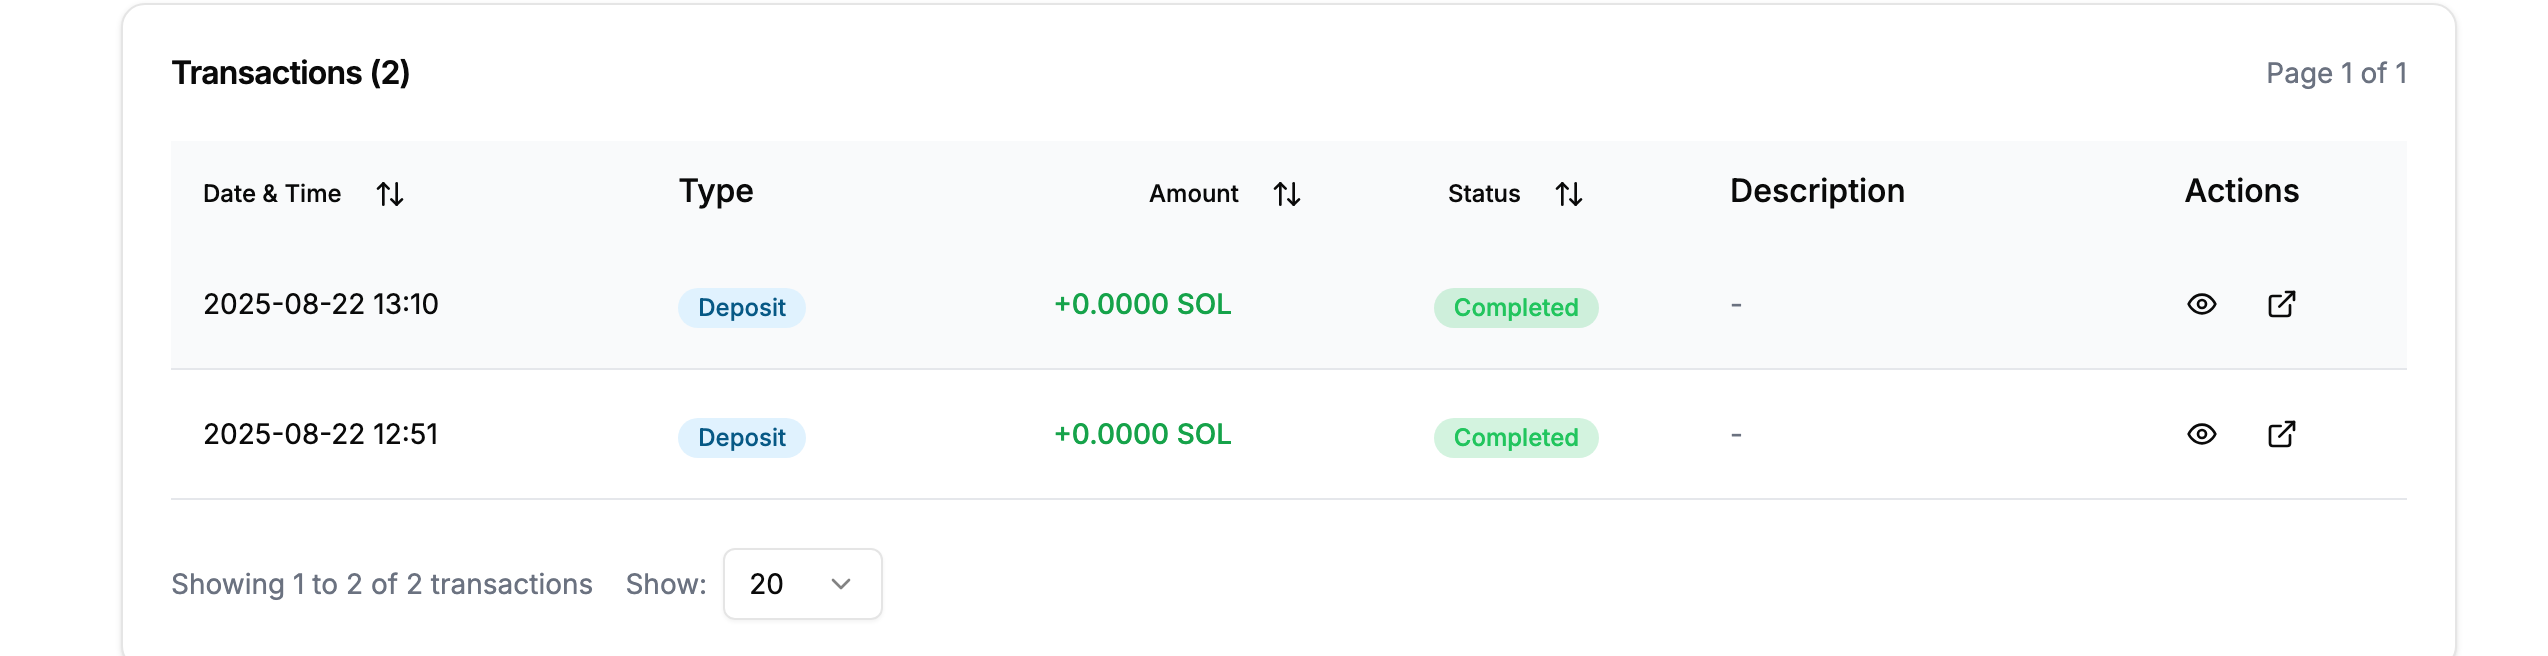 Transactions (2)
Page 1 of 1
Date & Time Type Amount Status Description Actions
2025-08-22 13:10 Deposit +0.0000 SOL Completed -
2025-08-22 12:51 Deposit +0.0000 SOL Completed -
Showing 1 to 2 of 2 transactions Show: 20